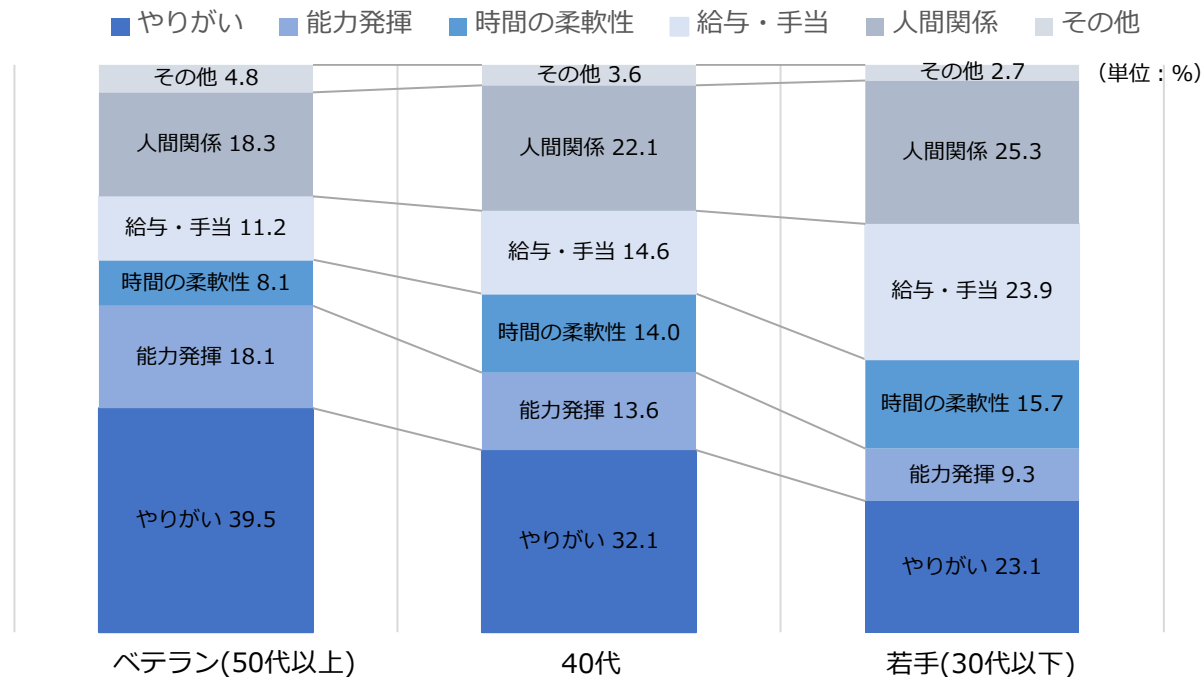 やりがい 能力発揮 時間の柔軟性 給与・手当 人間関係 その他
(単位:%)
その他 4.8
人間関係 18.3
給与・手当 11.2
時間の柔軟性 8.1
能力発揮 18.1
やりがい 39.5
ベテラン(50代以上)
その他 3.6
人間関係 22.1
給与・手当 14.6
時間の柔軟性 14.0
能力発揮 13.6
やりがい 32.1
40代
その他 2.7
人間関係 25.3
給与・手当 23.9
時間の柔軟性 15.7
能力発揮 9.3
やりがい 23.1
若手(30代以下)